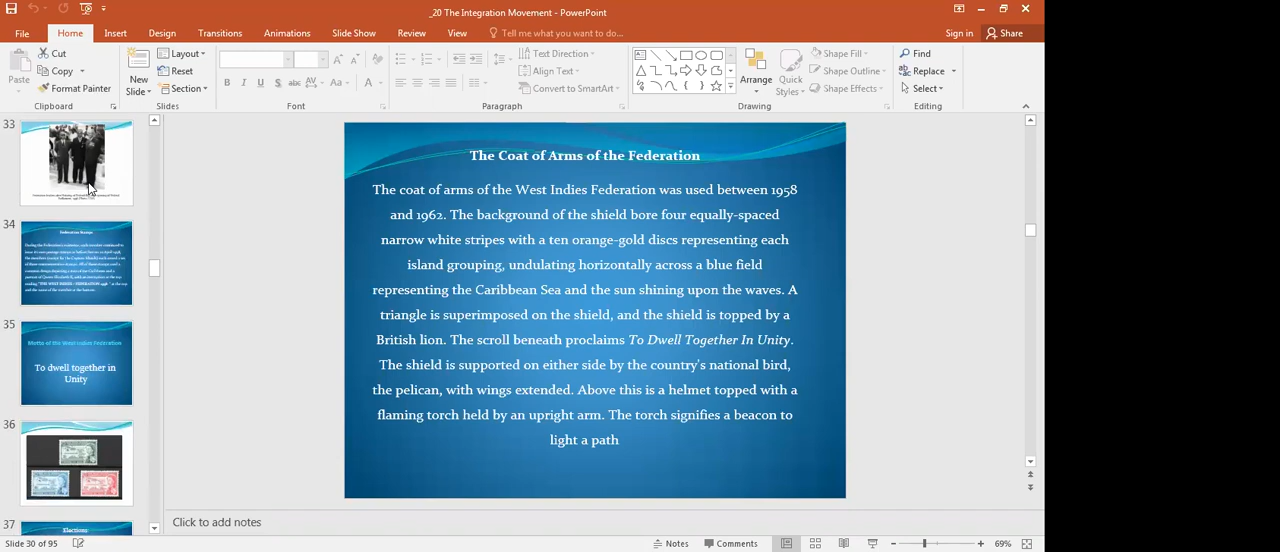 _20 The Integration Movement - PowerPoint
File Home Insert Design Transitions Animations Slide Show Review View Tell me what you want to do... Sign in Share
Cut
Copy
Format Painter
Paste
Clipboard
New Slide
Layout
Reset
Section
Slides
B I U S abc AV Aa A
Font
Text Direction
Align Text
Convert to SmartArt
Paragraph
Arrange
Quick Styles
Shape Fill
Shape Outline
Shape Effects
Drawing
Find
Replace
Select
Editing
33
34
Federation Stamps
35
Motto of the West Indies Federation
To dwell together in
Unity
36
37
Elections
The Coat of Arms of the Federation
The coat of arms of the West Indies Federation was used between 1958
and 1962. The background of the shield bore four equally-spaced
narrow white stripes with a ten orange-gold discs representing each
island grouping, undulating horizontally across a blue field
representing the Caribbean Sea and the sun shining upon the waves. A
triangle is superimposed on the shield, and the shield is topped by a
British lion. The scroll beneath proclaims To Dwell Together In Unity.
The shield is supported on either side by the country's national bird,
the pelican, with wings extended. Above this is a helmet topped with a
flaming torch held by an upright arm. The torch signifies a beacon to
light a path
Click to add notes
Slide 30 of 95
Notes Comments 69%